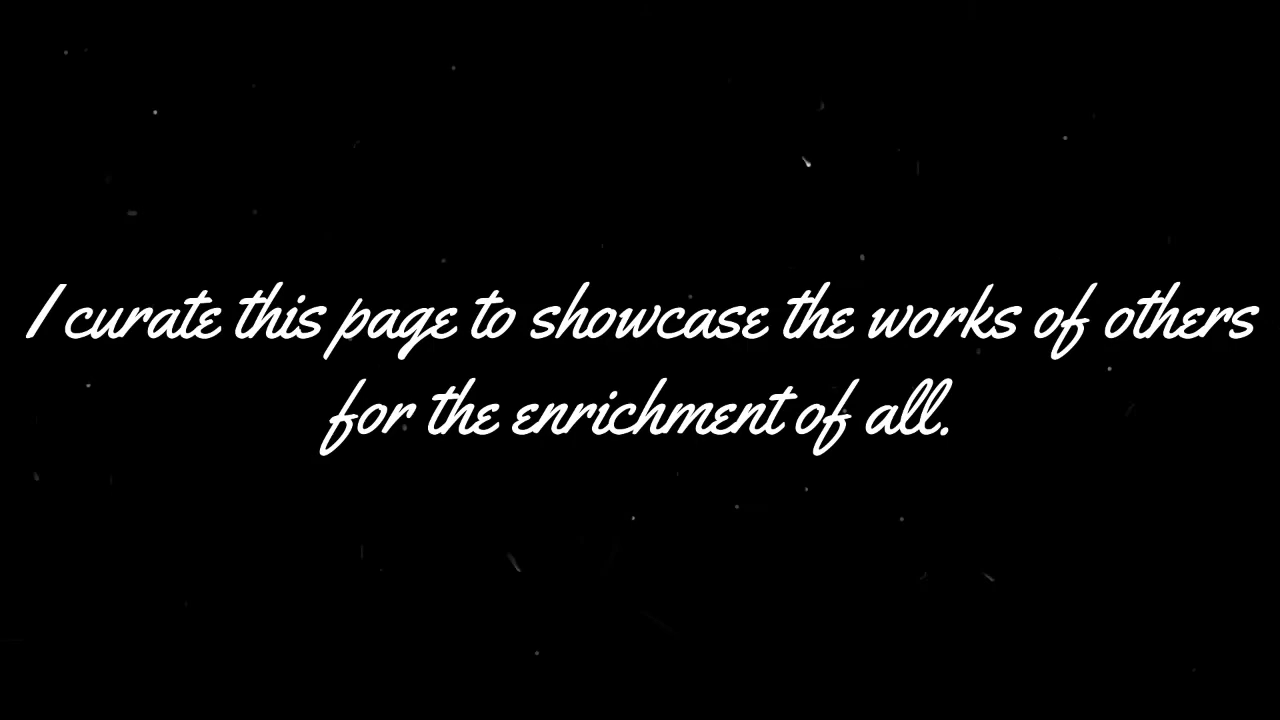 I curate this page to showcase the works of others
for the enrichment of all.